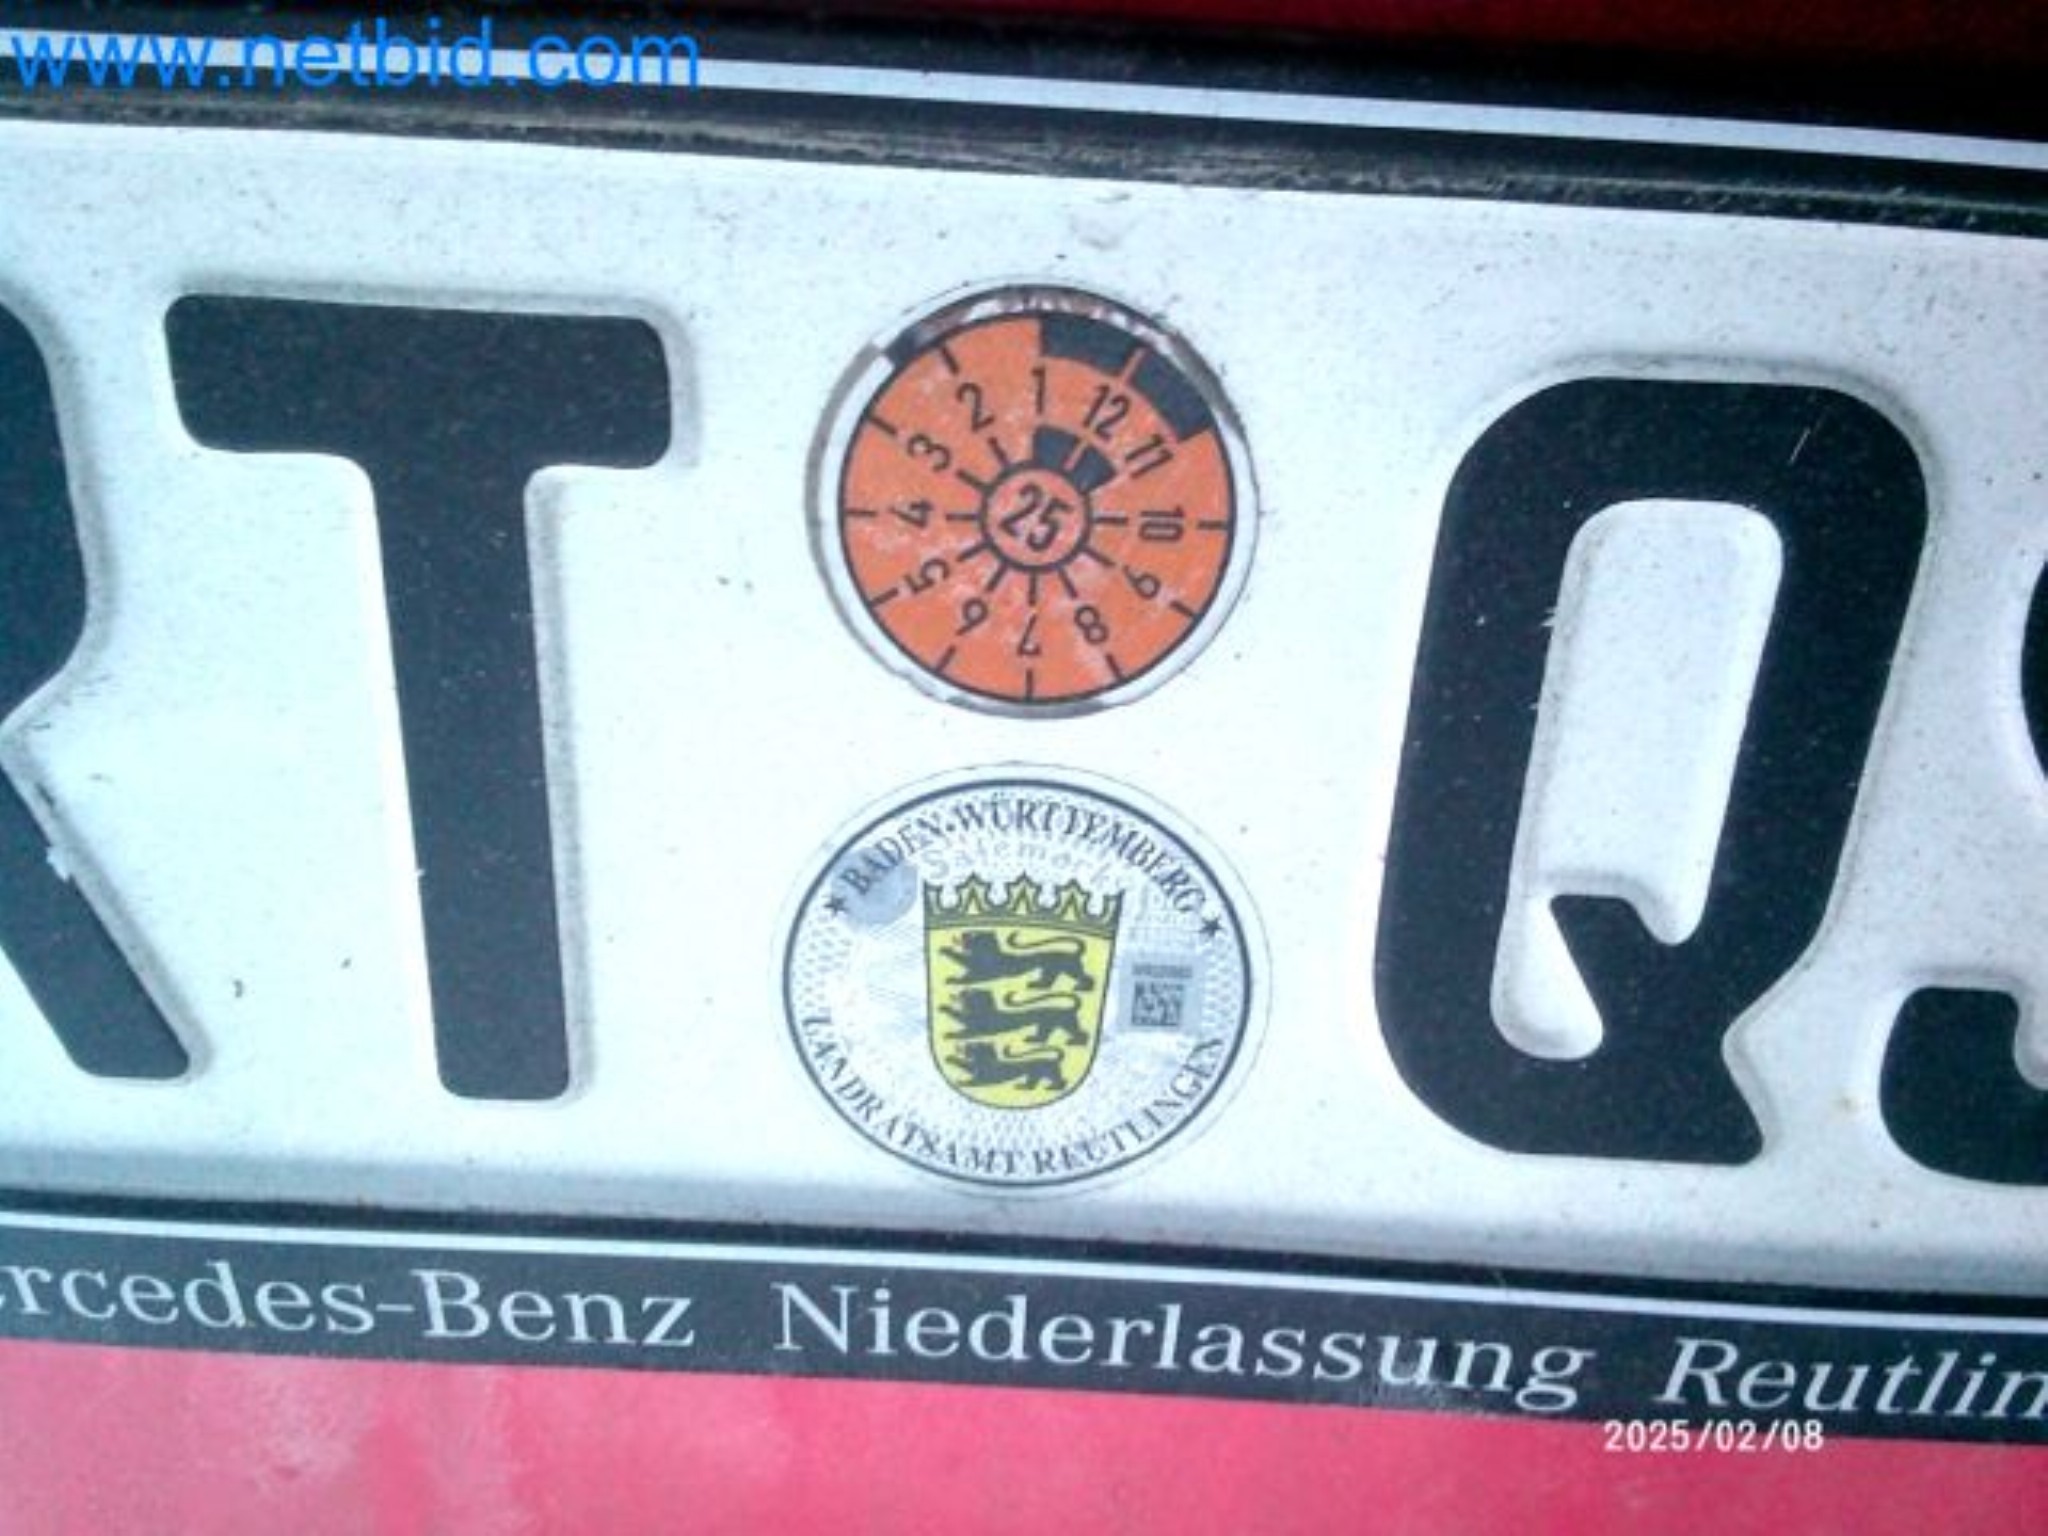 www.netbid.com
RT QS
1 12 11 10 9 8 7 6 5 4 3 2
25
BADEN-WÜRTTEMBERG
LANDRATSAMT REUTLINGEN
rcedes-Benz Niederlassung Reutlin
2025/02/08